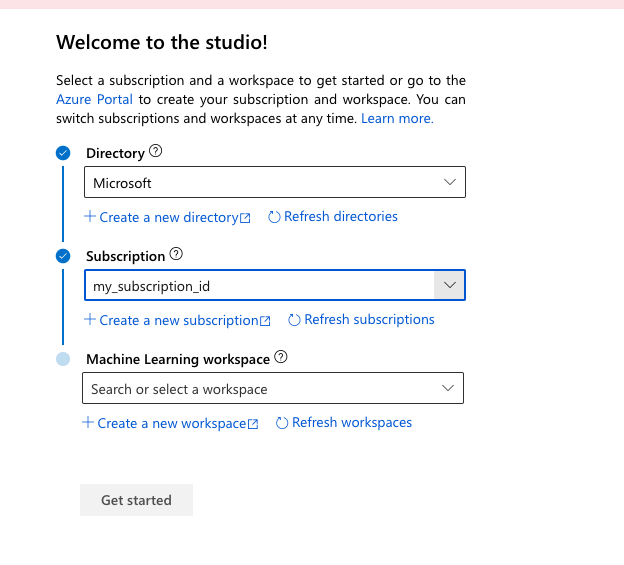 Welcome to the studio!
Select a subscription and a workspace to get started or go to the
Azure Portal to create your subscription and workspace. You can
switch subscriptions and workspaces at any time. Learn more.
Directory ?
Microsoft
+ Create a new directory Refresh directories
Subscription ?
my_subscription_id
+ Create a new subscription Refresh subscriptions
Machine Learning workspace ?
Search or select a workspace
+ Create a new workspace Refresh workspaces
Get started